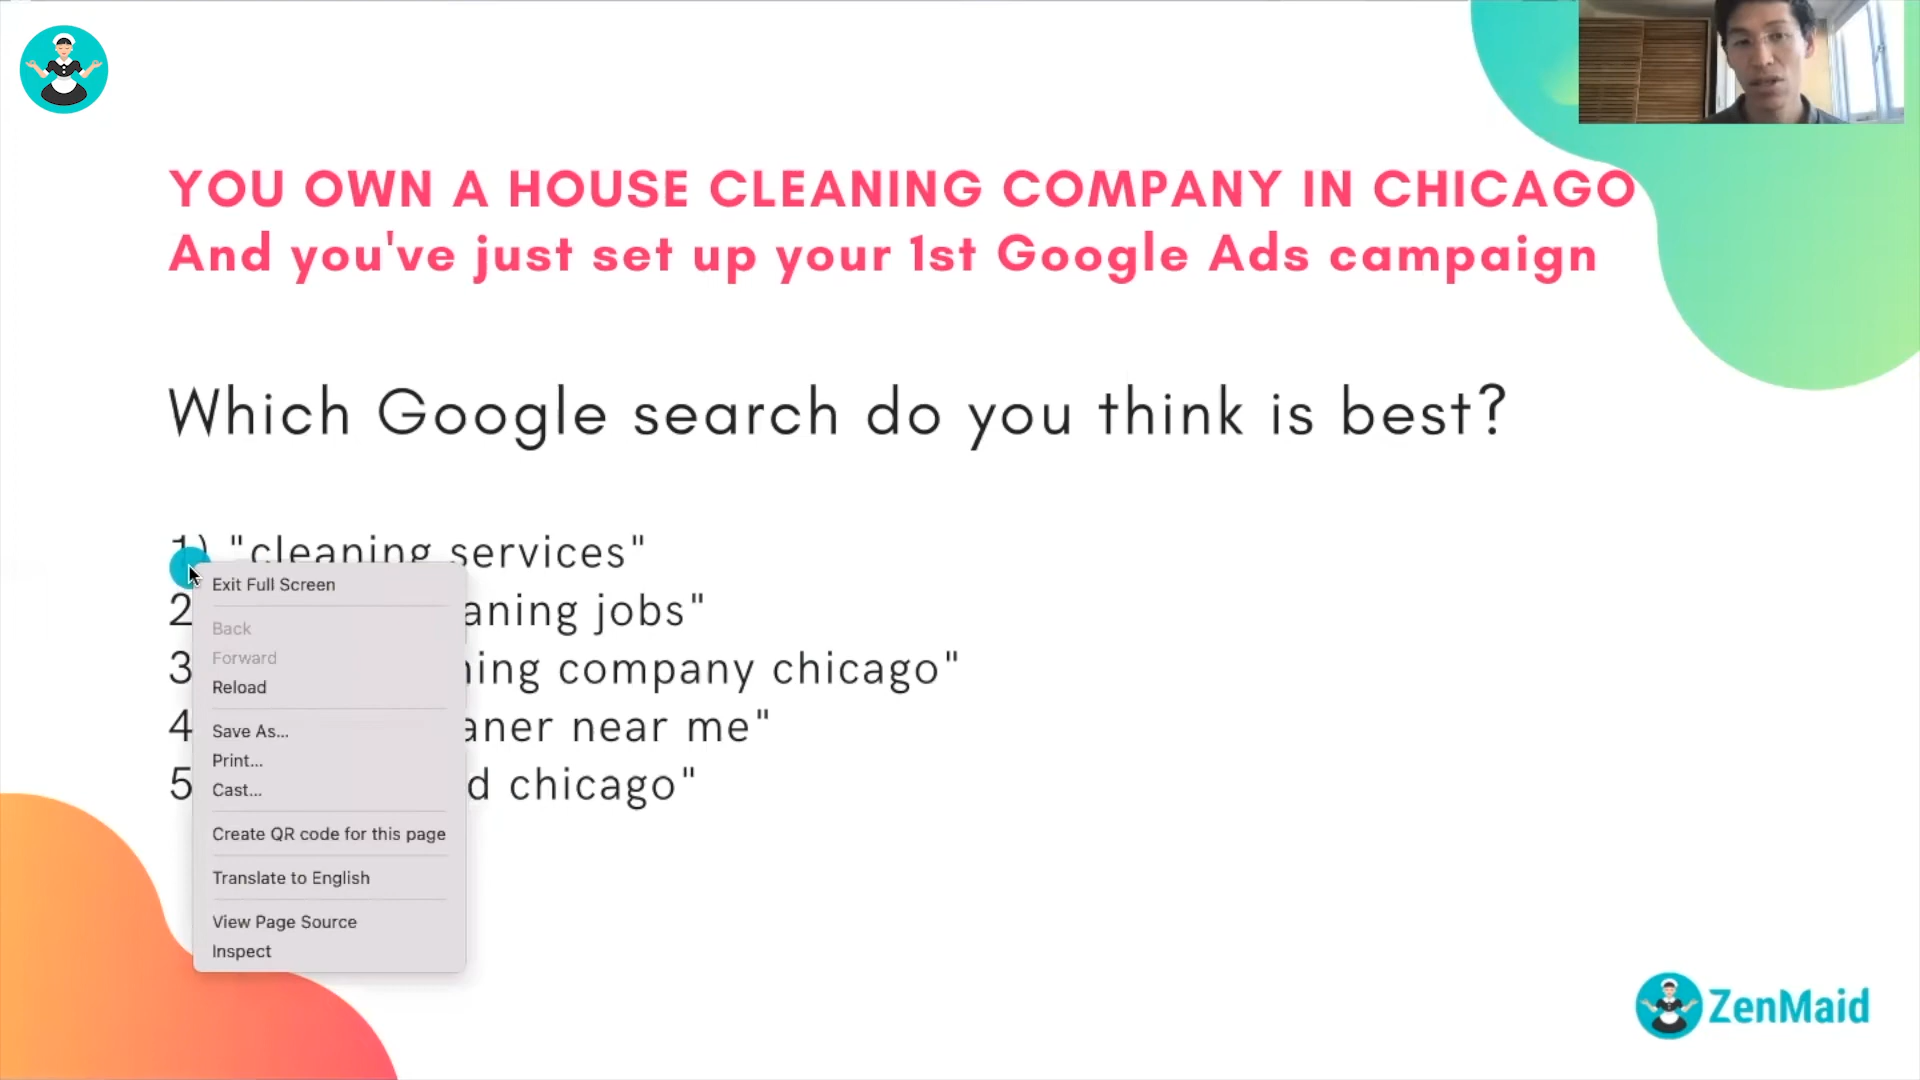 YOU OWN A HOUSE CLEANING COMPANY IN CHICAGO
And you've just set up your 1st Google Ads campaign
Which Google search do you think is best?
1) "cleaning services"
2 aning jobs"
3 ning company chicago"
4 aner near me"
5 d chicago"
Exit Full Screen
Back
Forward
Reload
Save As...
Print...
Cast...
Create QR code for this page
Translate to English
View Page Source
Inspect
ZenMaid